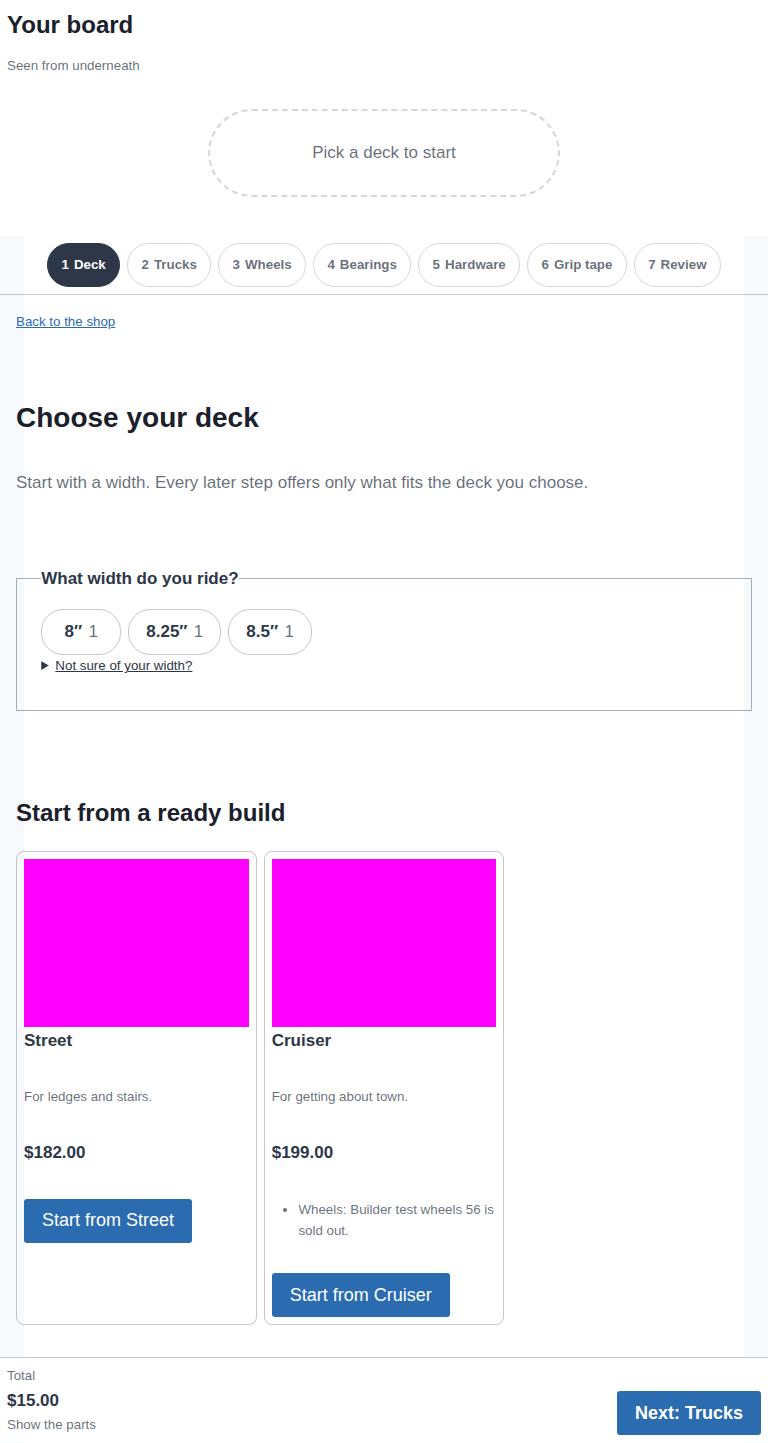 Your board
Seen from underneath
Pick a deck to start
1 Deck
2 Trucks
3 Wheels
4 Bearings
5 Hardware
6 Grip tape
7 Review
Back to the shop
Choose your deck
Start with a width. Every later step offers only what fits the deck you choose.
What width do you ride?
8″ 1
8.25″ 1
8.5″ 1
Not sure of your width?
Start from a ready build
Street
For ledges and stairs.
$182.00
Start from Street
Cruiser
For getting about town.
$199.00
Wheels: Builder test wheels 56 is
sold out.
Start from Cruiser
Total
$15.00
Show the parts
Next: Trucks